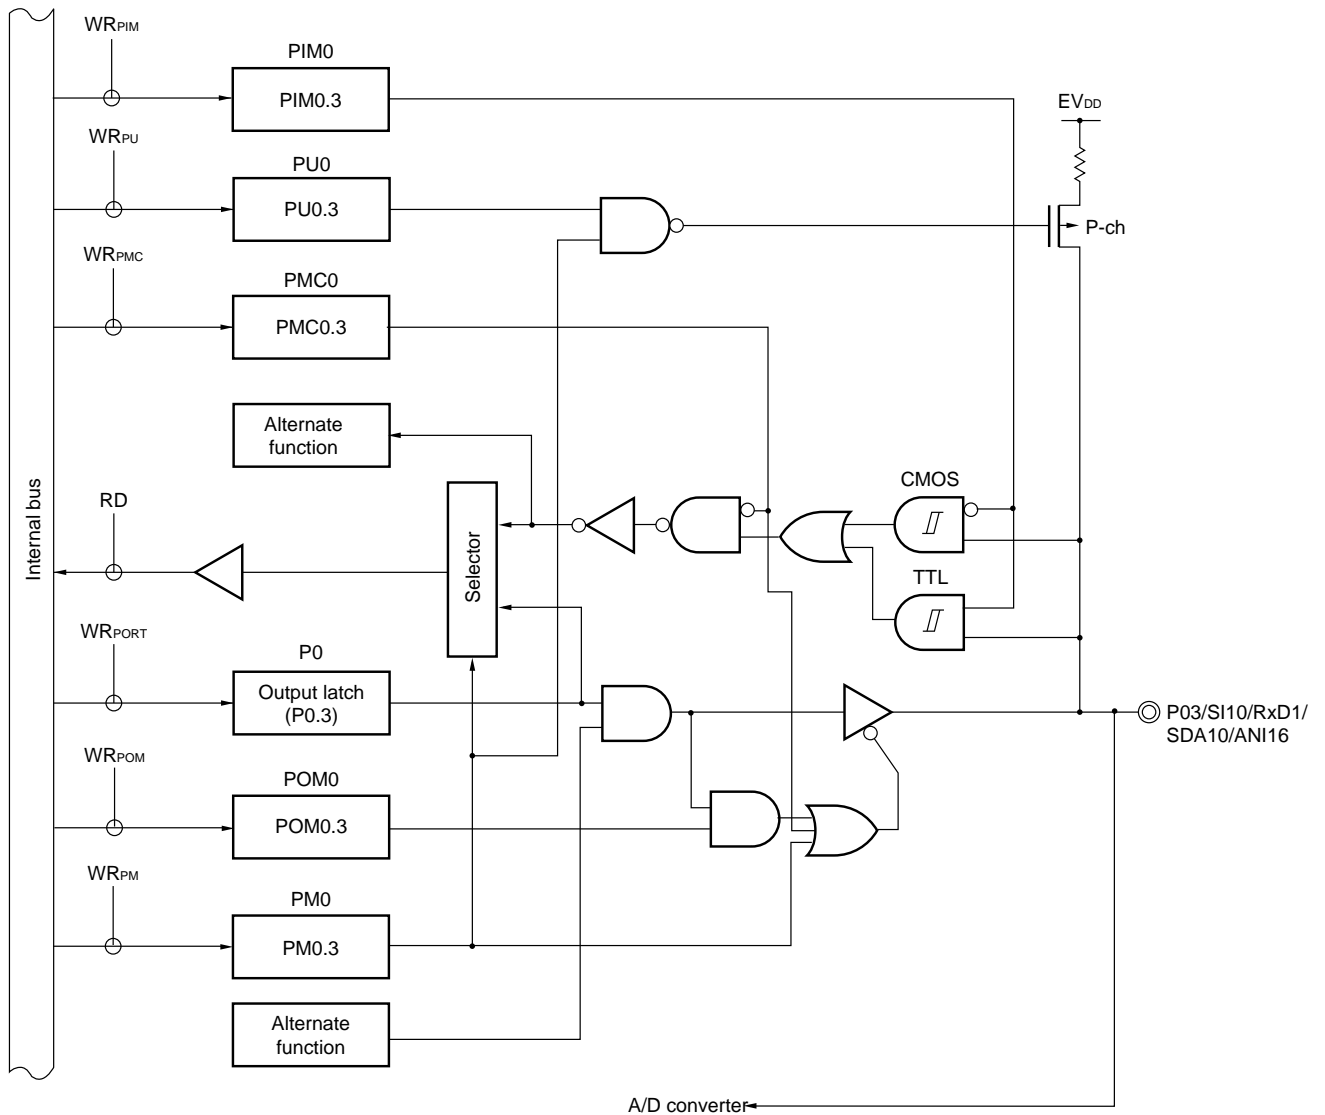 WRPIM
PIM0
PIM0.3
EVDD
WRPU
PU0
PU0.3
P-ch
WRPMC
PMC0
PMC0.3
Alternate
function
CMOS
Internal bus
RD
Selector
TTL
WRPORT
P0
Output latch
(P0.3)
P03/SI10/RxD1/
SDA10/ANI16
WRPOM
POM0
POM0.3
WRPM
PM0
PM0.3
Alternate
function
A/D converter